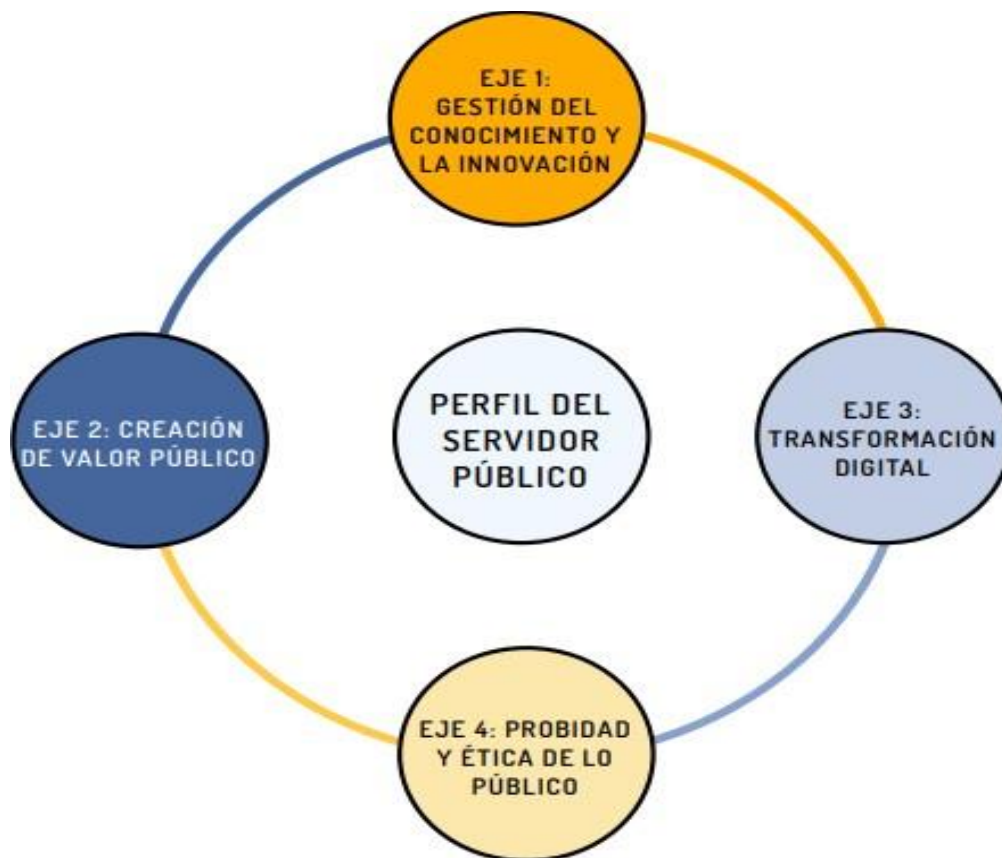 EJE 1:
GESTIÓN DEL
CONOCIMIENTO Y
LA INNOVACIÓN
EJE 2: CREACIÓN
DE VALOR PÚBLICO
PERFIL DEL
SERVIDOR
PÚBLICO
EJE 3:
TRANSFORMACIÓN
DIGITAL
EJE 4: PROBIDAD
Y ÉTICA DE LO
PÚBLICO